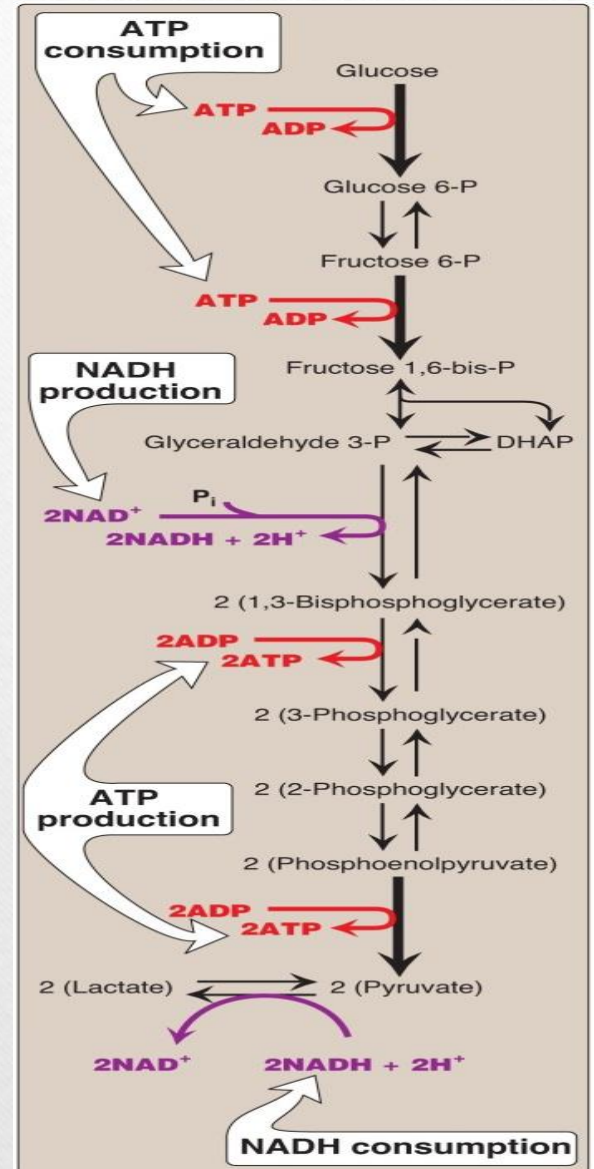 ATP
consumption
Glucose
ATP
ADP
Glucose 6-P
Fructose 6-P
ATP
ADP
Fructose 1,6-bis-P
NADH
production
Glyceraldehyde 3-P
DHAP
Pi
2NAD+
2NADH + 2H+
2 (1,3-Bisphosphoglycerate)
2ADP
2ATP
2 (3-Phosphoglycerate)
ATP
production
2 (2-Phosphoglycerate)
2 (Phosphoenolpyruvate)
2ADP
2ATP
2 (Lactate)
2 (Pyruvate)
2NAD+
2NADH + 2H+
NADH consumption